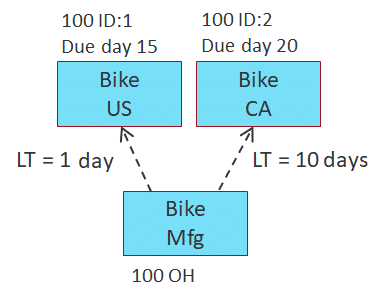 100 ID:1
Due day 15
100 ID:2
Due day 20
Bike
US
Bike
CA
LT = 1 day
LT = 10 days
Bike
Mfg
100 OH